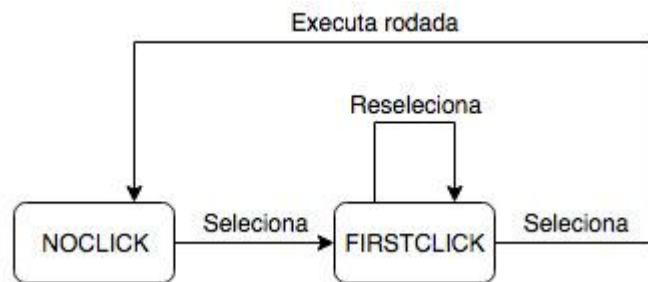 Executa rodada
Reseleciona
NOCLICK
Seleciona
FIRSTCLICK
Seleciona